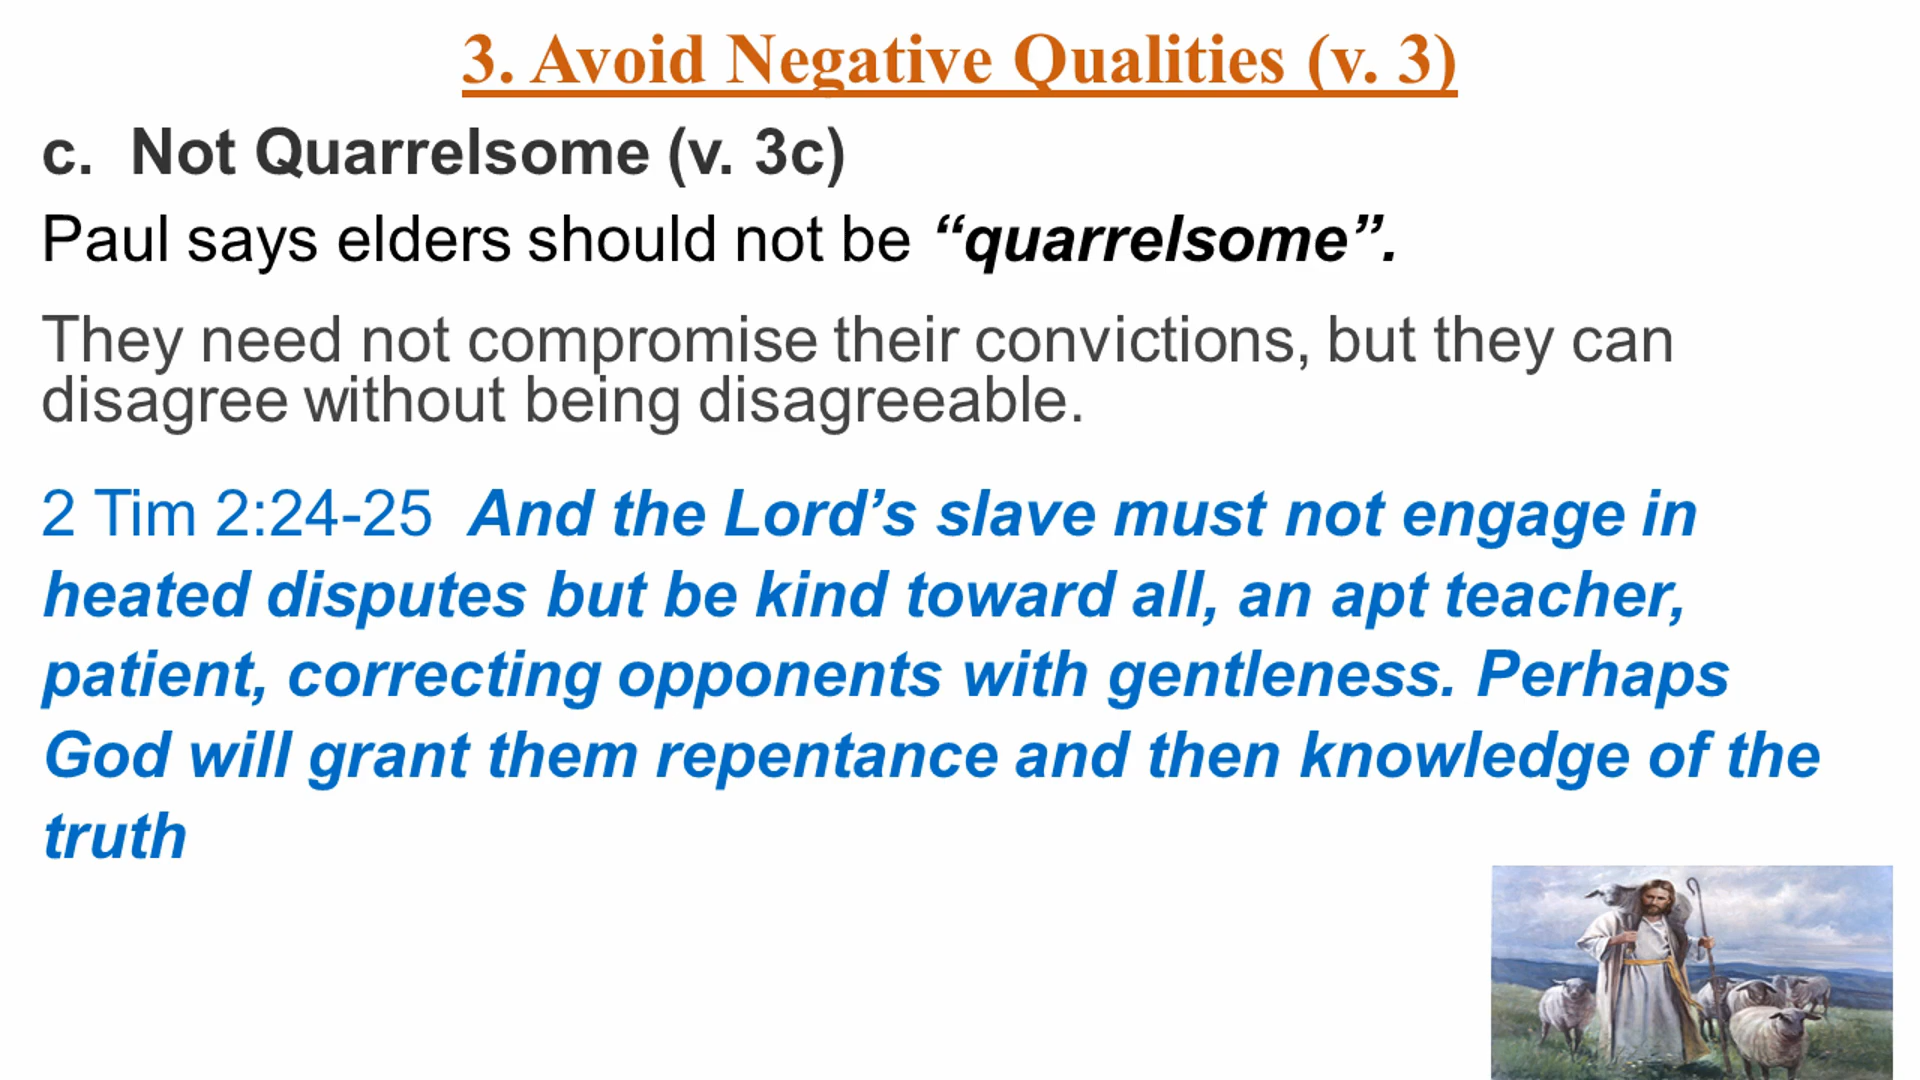 3. Avoid Negative Qualities (v. 3)
c. Not Quarrelsome (v. 3c)
Paul says elders should not be “quarrelsome”.
They need not compromise their convictions, but they can
disagree without being disagreeable.
2 Tim 2:24-25 And the Lord’s slave must not engage in
heated disputes but be kind toward all, an apt teacher,
patient, correcting opponents with gentleness. Perhaps
God will grant them repentance and then knowledge of the
truth